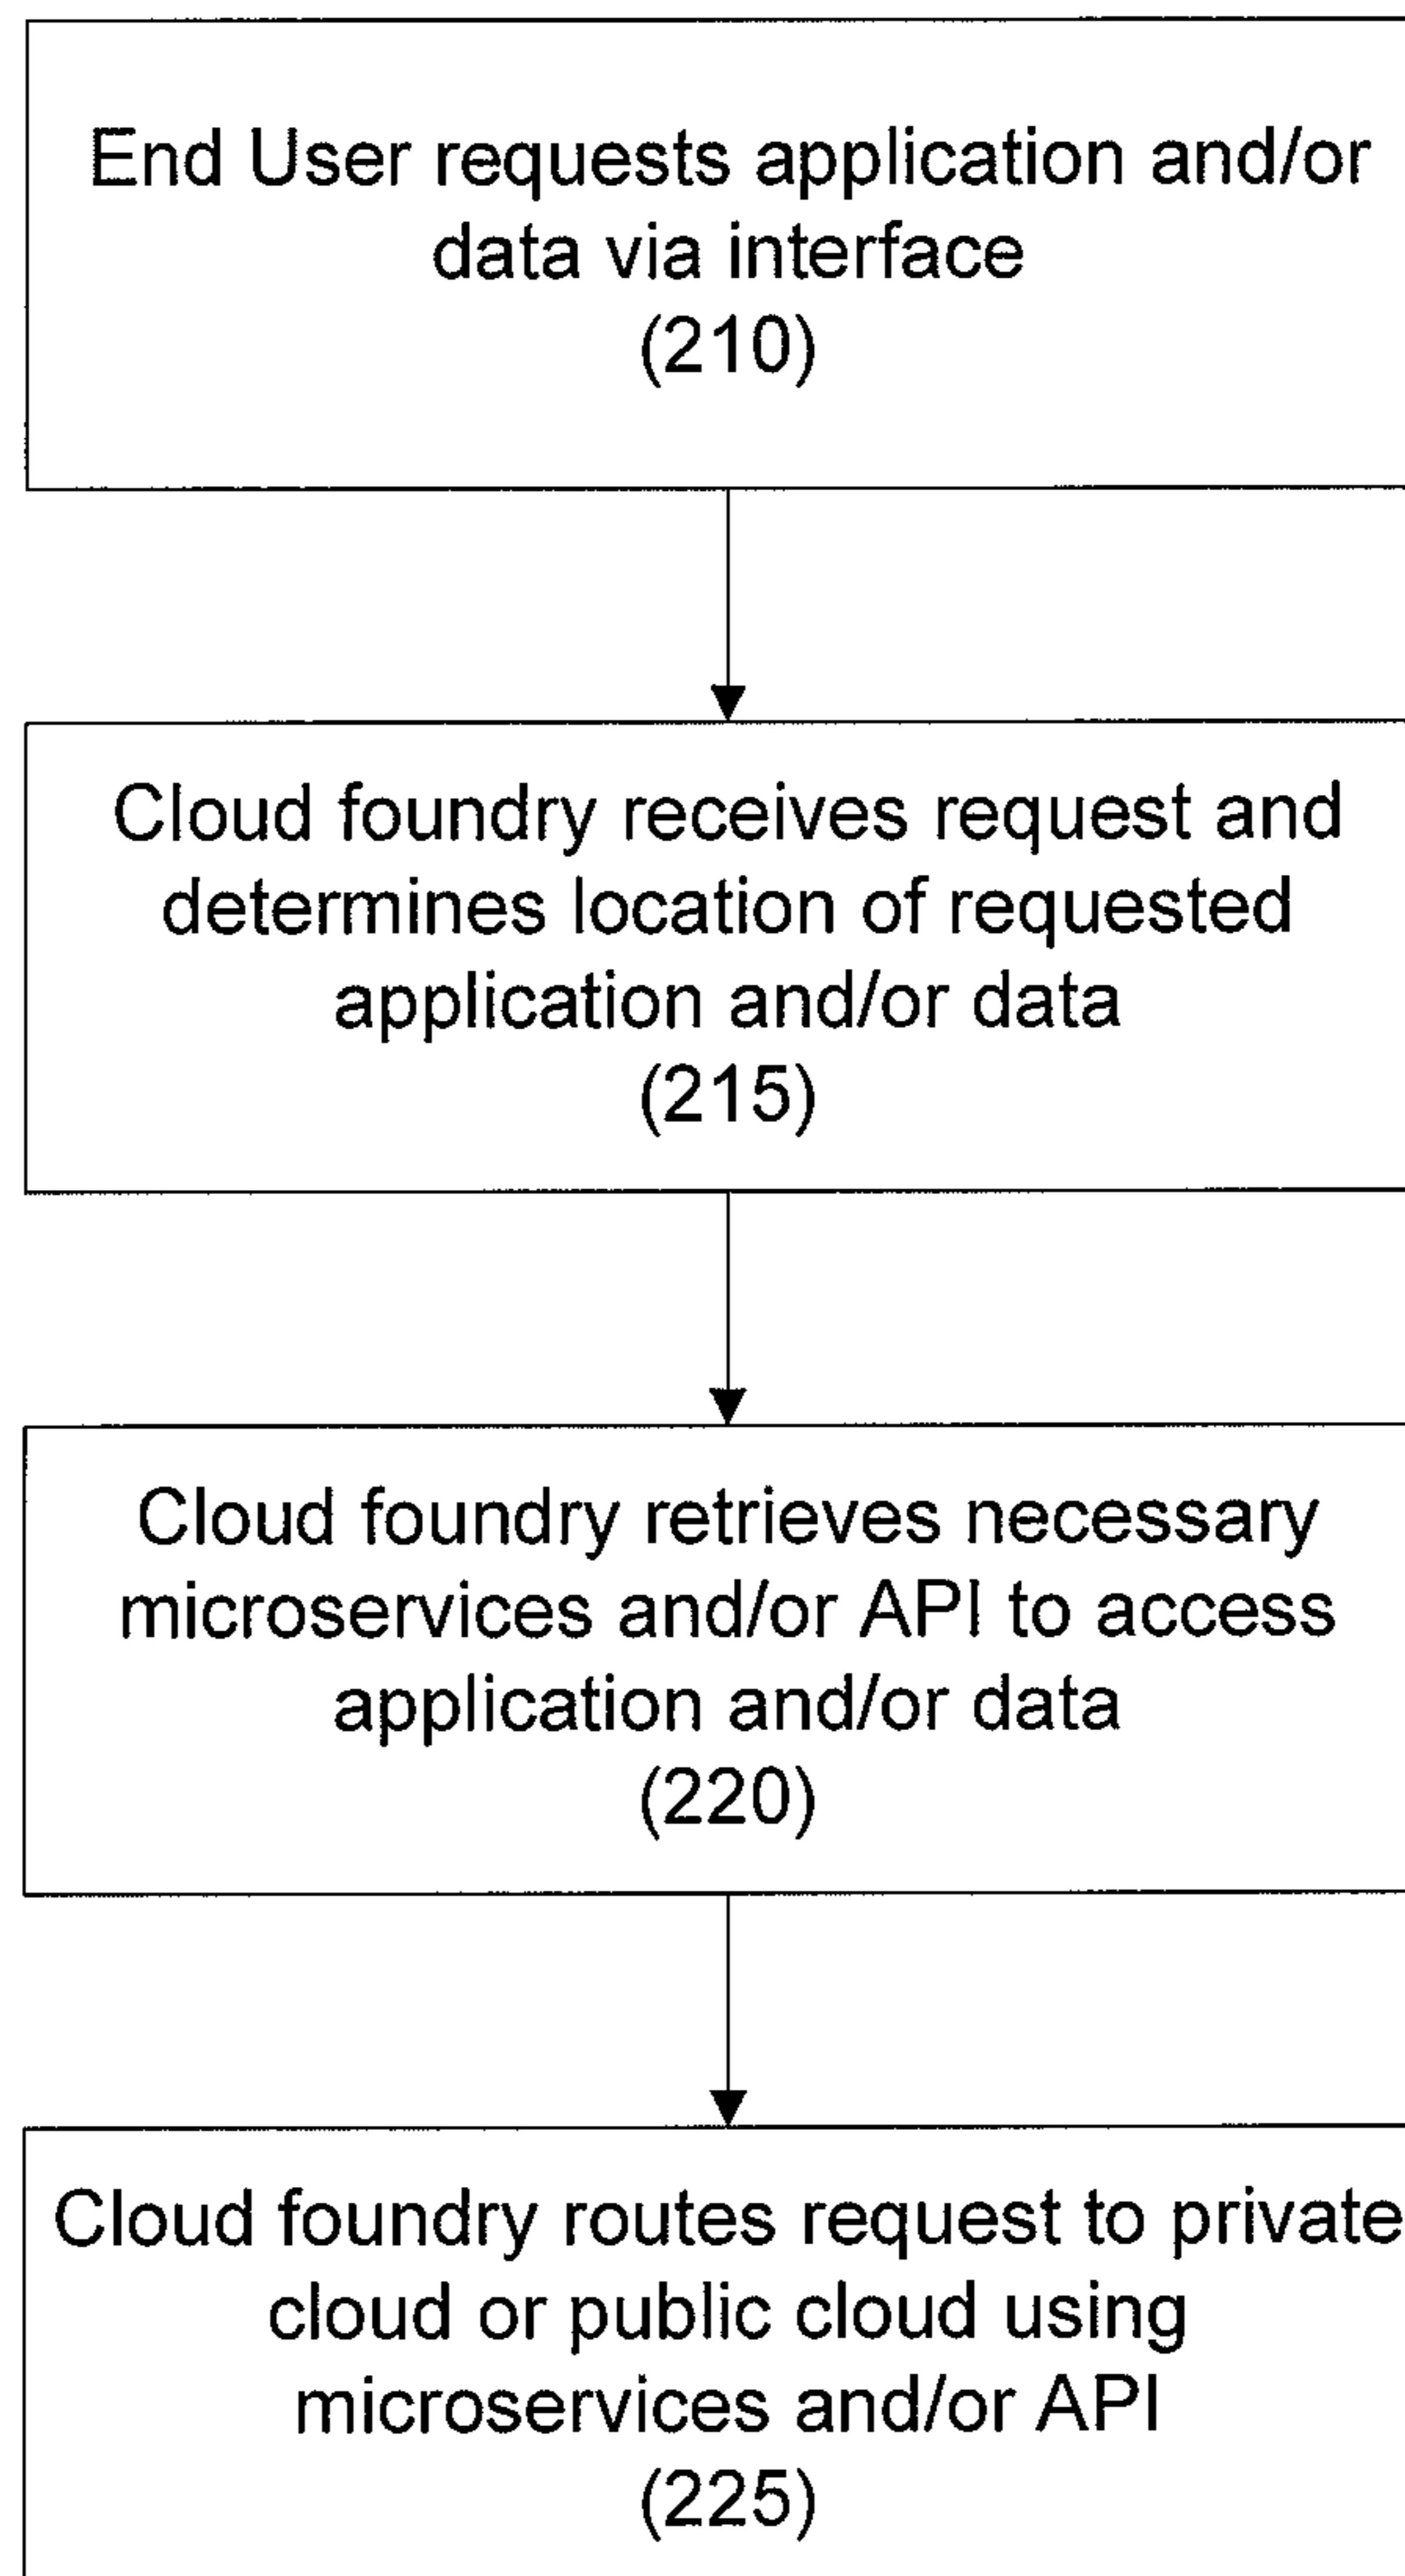 End User requests application and/or
data via interface
(210)
Cloud foundry receives request and
determines location of requested
application and/or data
(215)
Cloud foundry retrieves necessary
microservices and/or API to access
application and/or data
(220)
Cloud foundry routes request to private
cloud or public cloud using
microservices and/or API
(225)